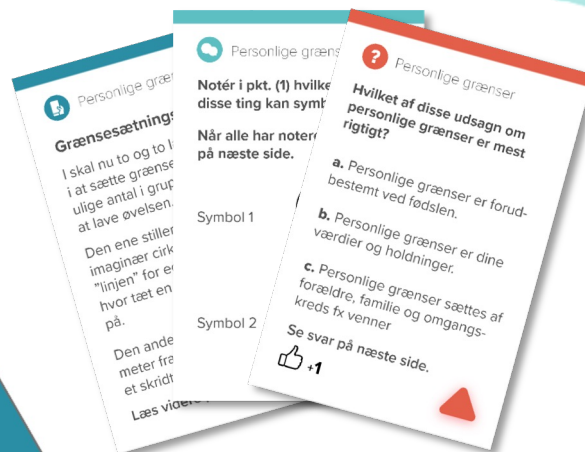 Personlige
Grænsesætnings
I skal nu to og to
i at sætte grænse
ulige antal i grup
at lave øvelsen.
Den ene stiller
imaginær cirk
"linjen" for
hvor tæt en
på.
Den ande
meter fra
et skridt
Læs videre
Personlige græns
Notér i pkt. (1) hvilke
disse ting kan symb
Når alle har notere
på næste side.
Symbol 1
Symbol 2
?
Personlige grænser
Hvilket af disse udsagn om
personlige grænser er mest
rigtigt?
a. Personlige grænser er forud-
bestemt ved fødslen.
b. Personlige grænser er dine
værdier og holdninger.
c. Personlige grænser sættes af
forældre, familie og omgangs-
kreds fx venner
Se svar på næste side.
+1